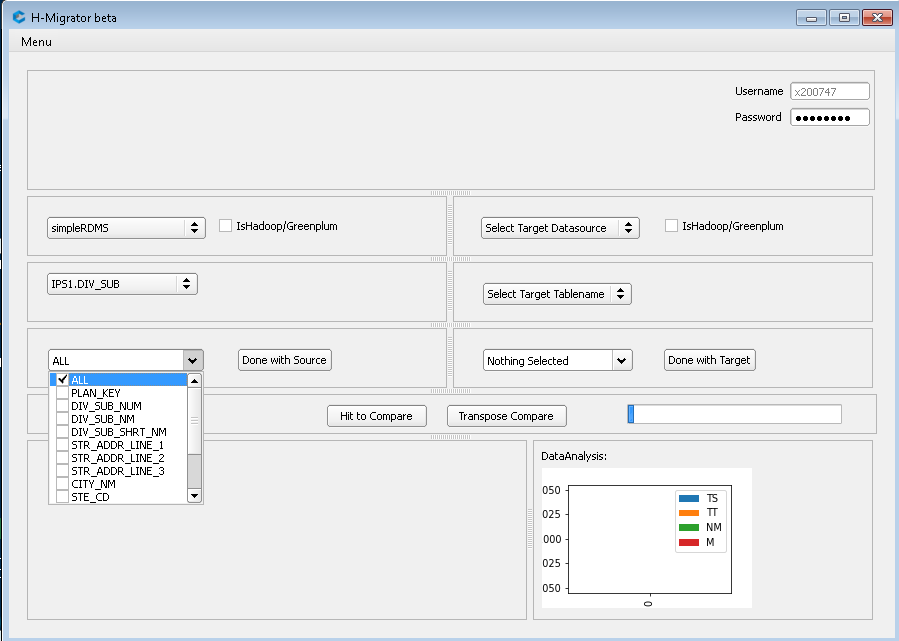 H-Migrator beta
Menu
Username x200747
Password ●●●●●●●●
simpleRDMS IsHadoop/Greenplum Select Target Datasource IsHadoop/Greenplum
IPS1.DIV_SUB
Select Target Tablename
ALL Done with Source Nothing Selected Done with Target
ALL
PLAN_KEY
DIV_SUB_NUM
DIV_SUB_NM
DIV_SUB_SHRT_NM
STR_ADDR_LINE_1
STR_ADDR_LINE_2
STR_ADDR_LINE_3
CITY_NM
STE_CD
Hit to Compare Transpose Compare
DataAnalysis:
050
025
000
025
050
TS
TT
NM
M
0